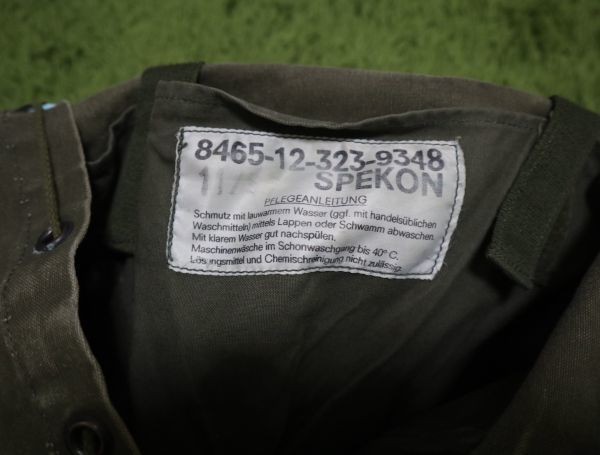 8465-12-323-9348
SPEKON
PFLEGEANLEITUNG
Schmutz mit lauwarmem Wasser (ggf. mit handelsüblichen
Waschmitteln) mittels Lappen oder Schwamm abwaschen.
Mit klarem Wasser gut nachspülen.
Maschinenwäsche im Schonwaschgang bis 40° C.
Lösungsmittel und Chemischreinigung nicht zulässig.